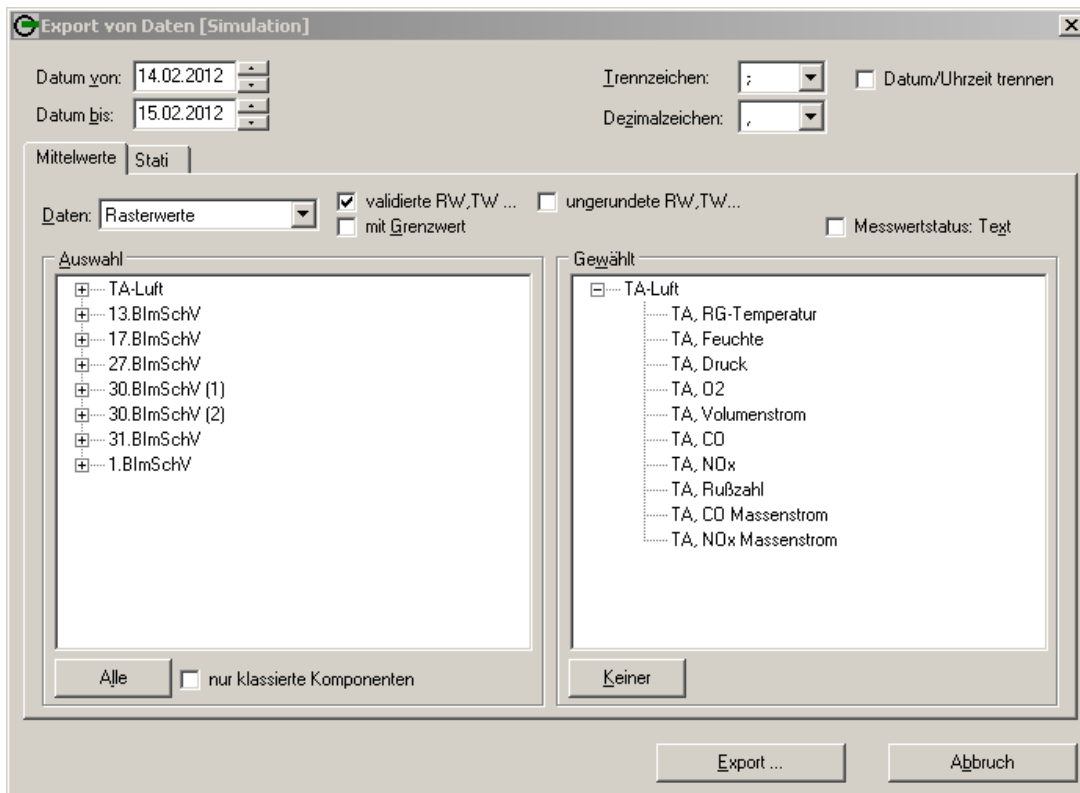 Export von Daten [Simulation]
Datum von: 14.02.2012
Trennzeichen: ;
Datum/Uhrzeit trennen
Datum bis: 15.02.2012
Dezimalzeichen: ,
Mittelwerte
Stati
Daten: Rasterwerte
validierte RW,TW ...
ungerundete RW,TW...
mit Grenzwert
Messwertstatus: Text
Auswahl
TA-Luft
13.BImSchV
17.BImSchV
27.BImSchV
30.BImSchV (1)
30.BImSchV (2)
31.BImSchV
1.BImSchV
Alle
nur klassierte Komponenten
Gewählt
TA-Luft
TA, RG-Temperatur
TA, Feuchte
TA, Druck
TA, O2
TA, Volumenstrom
TA, CO
TA, NOx
TA, Rußzahl
TA, CO Massenstrom
TA, NOx Massenstrom
Keiner
Export ...
Abbruch